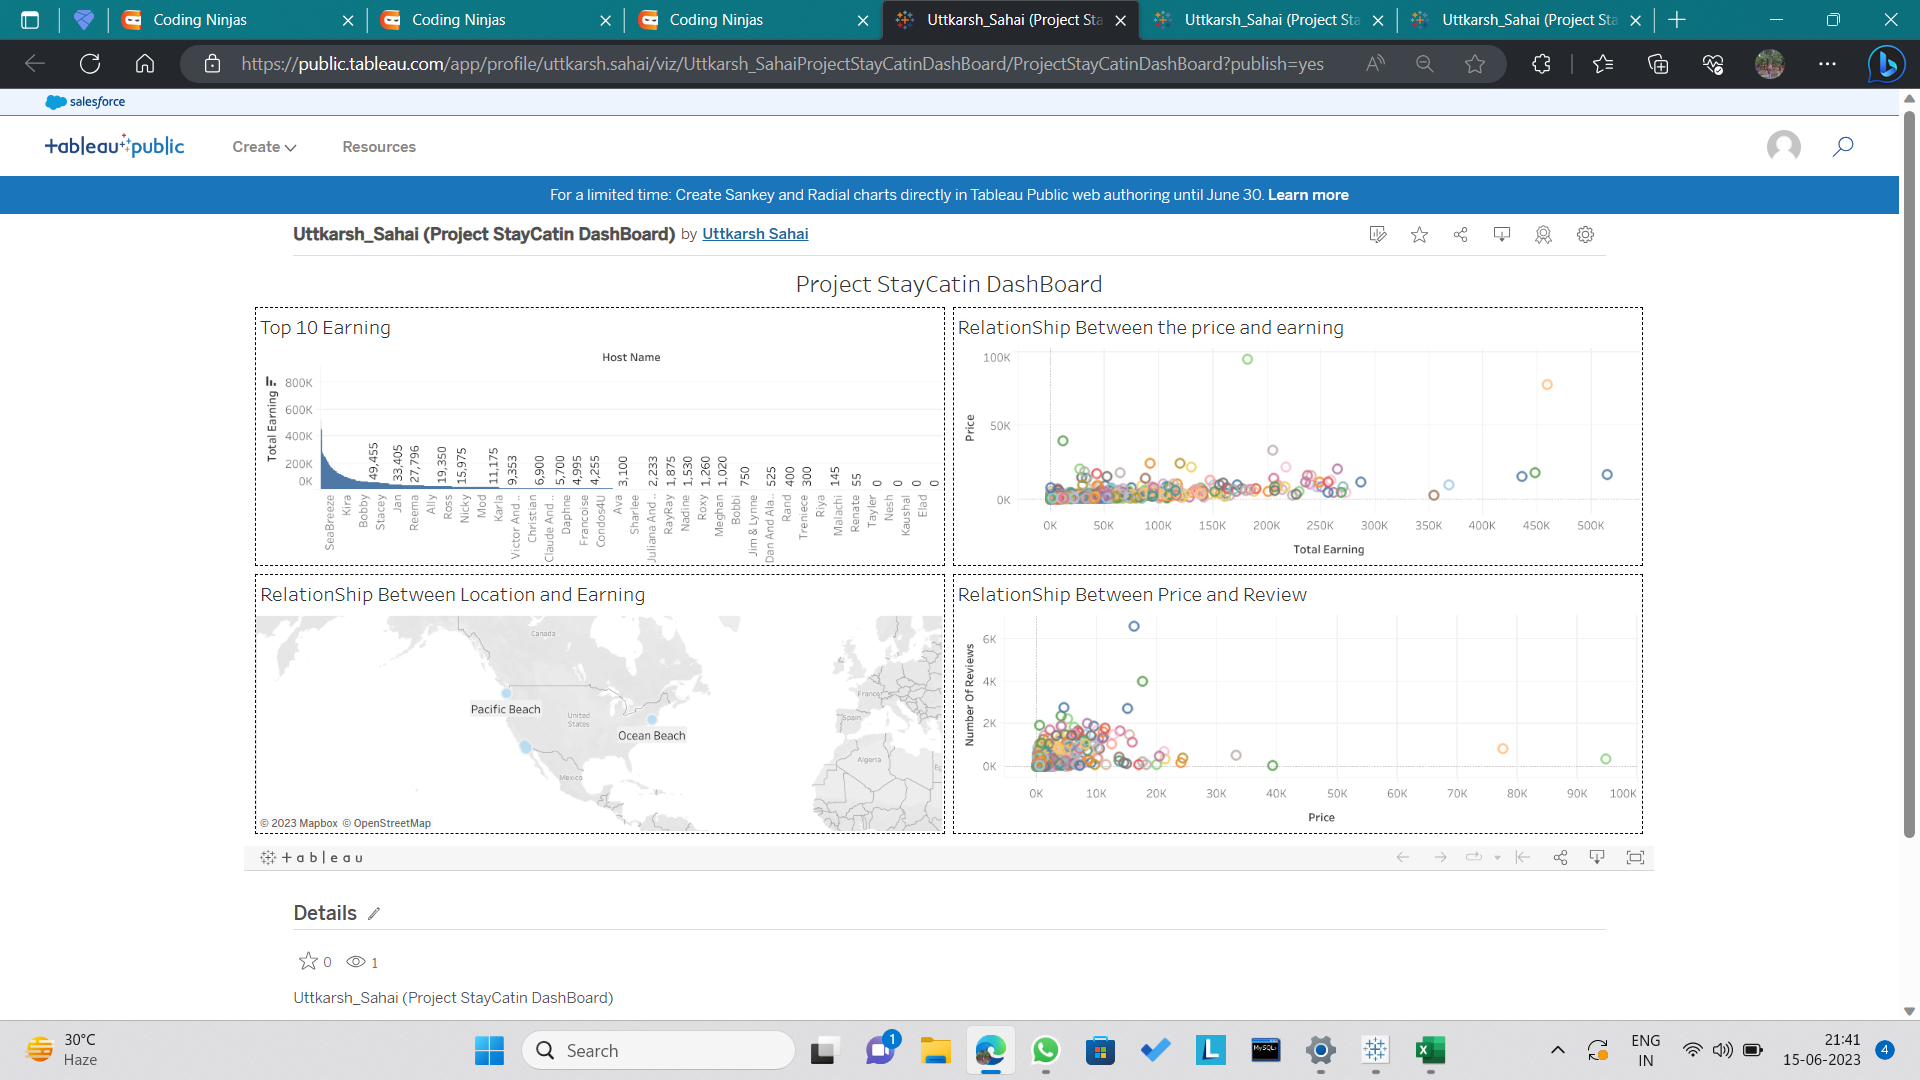 Coding Ninjas
Coding Ninjas
Coding Ninjas
Uttkarsh_Sahai (Project Sta
Uttkarsh_Sahai (Project Sta
Uttkarsh_Sahai (Project Sta
https://public.tableau.com/app/profile/uttkarsh.sahai/viz/Uttkarsh_SahaiProjectStayCatinDashBoard/ProjectStayCatinDashBoard?publish=yes
salesforce
+ableau public
Create
Resources
For a limited time: Create Sankey and Radial charts directly in Tableau Public web authoring until June 30. Learn more
Uttkarsh_Sahai (Project StayCatin DashBoard) by Uttkarsh Sahai
Project StayCatin DashBoard
Top 10 Earning
Host Name
Total Earning
800K
600K
400K
200K
0K
49,455
33,405
27,796
19,350
15,975
11,175
9,353
6,900
5,700
4,995
4,255
3,100
2,233
1,875
1,530
1,260
1,020
750
525
400
300
145
55
0
0
0
0
SeaBreeze
Kira
Bobby
Stacey
Jan
Reema
Ally
Ross
Nicky
Mod
Karla
Victor And ..
Christian
Claude And ..
Daphne
Francoise
Condos4U
Ava
Sharlee
Juliana And ..
RayRay
Nadine
Roxy
Meghan
Bobbi
Jim & Lynne
Dan And Ala..
Rand
Treniece
Riya
Malachi
Renate
Tayler
Nesh
Kaushal
Elad
RelationShip Between the price and earning
Price
100K
50K
0K
0K 50K 100K 150K 200K 250K 300K 350K 400K 450K 500K
Total Earning
RelationShip Between Location and Earning
Canada
Pacific Beach
United
States
Ocean Beach
Mexico
France
Spain
Algeria
© 2023 Mapbox © OpenStreetMap
RelationShip Between Price and Review
Number Of Reviews
6K
4K
2K
0K
0K 10K 20K 30K 40K 50K 60K 70K 80K 90K 100K
Price
+ a b l e a u
Details
0 1
Uttkarsh_Sahai (Project StayCatin DashBoard)
30°C
Haze
Search
1
MySQL
ENG
IN
21:41
15-06-2023
4